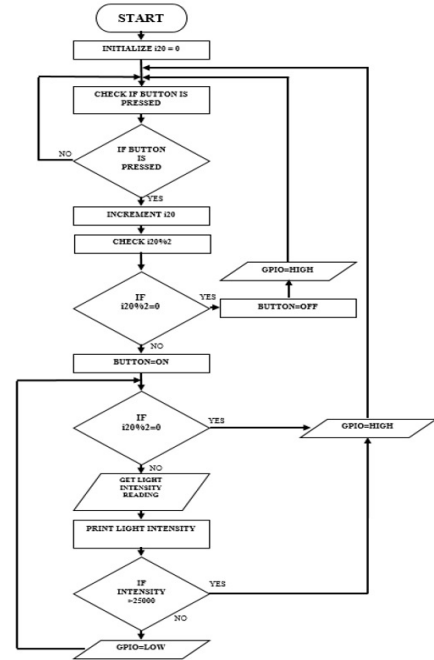 START
INITIALIZE i20 = 0
CHECK IF BUTTON IS
PRESSED
NO
IF BUTTON
IS
PRESSED
YES
INCREMENT i20
CHECK i20%2
GPIO=HIGH
IF
i20%2=0
YES
BUTTON=OFF
NO
BUTTON=ON
IF
i20%2=0
YES
GPIO=HIGH
NO
GET LIGHT
INTENSITY
READING
PRINT LIGHT INTENSITY
IF
INTENSITY
>25000
YES
NO
GPIO=LOW